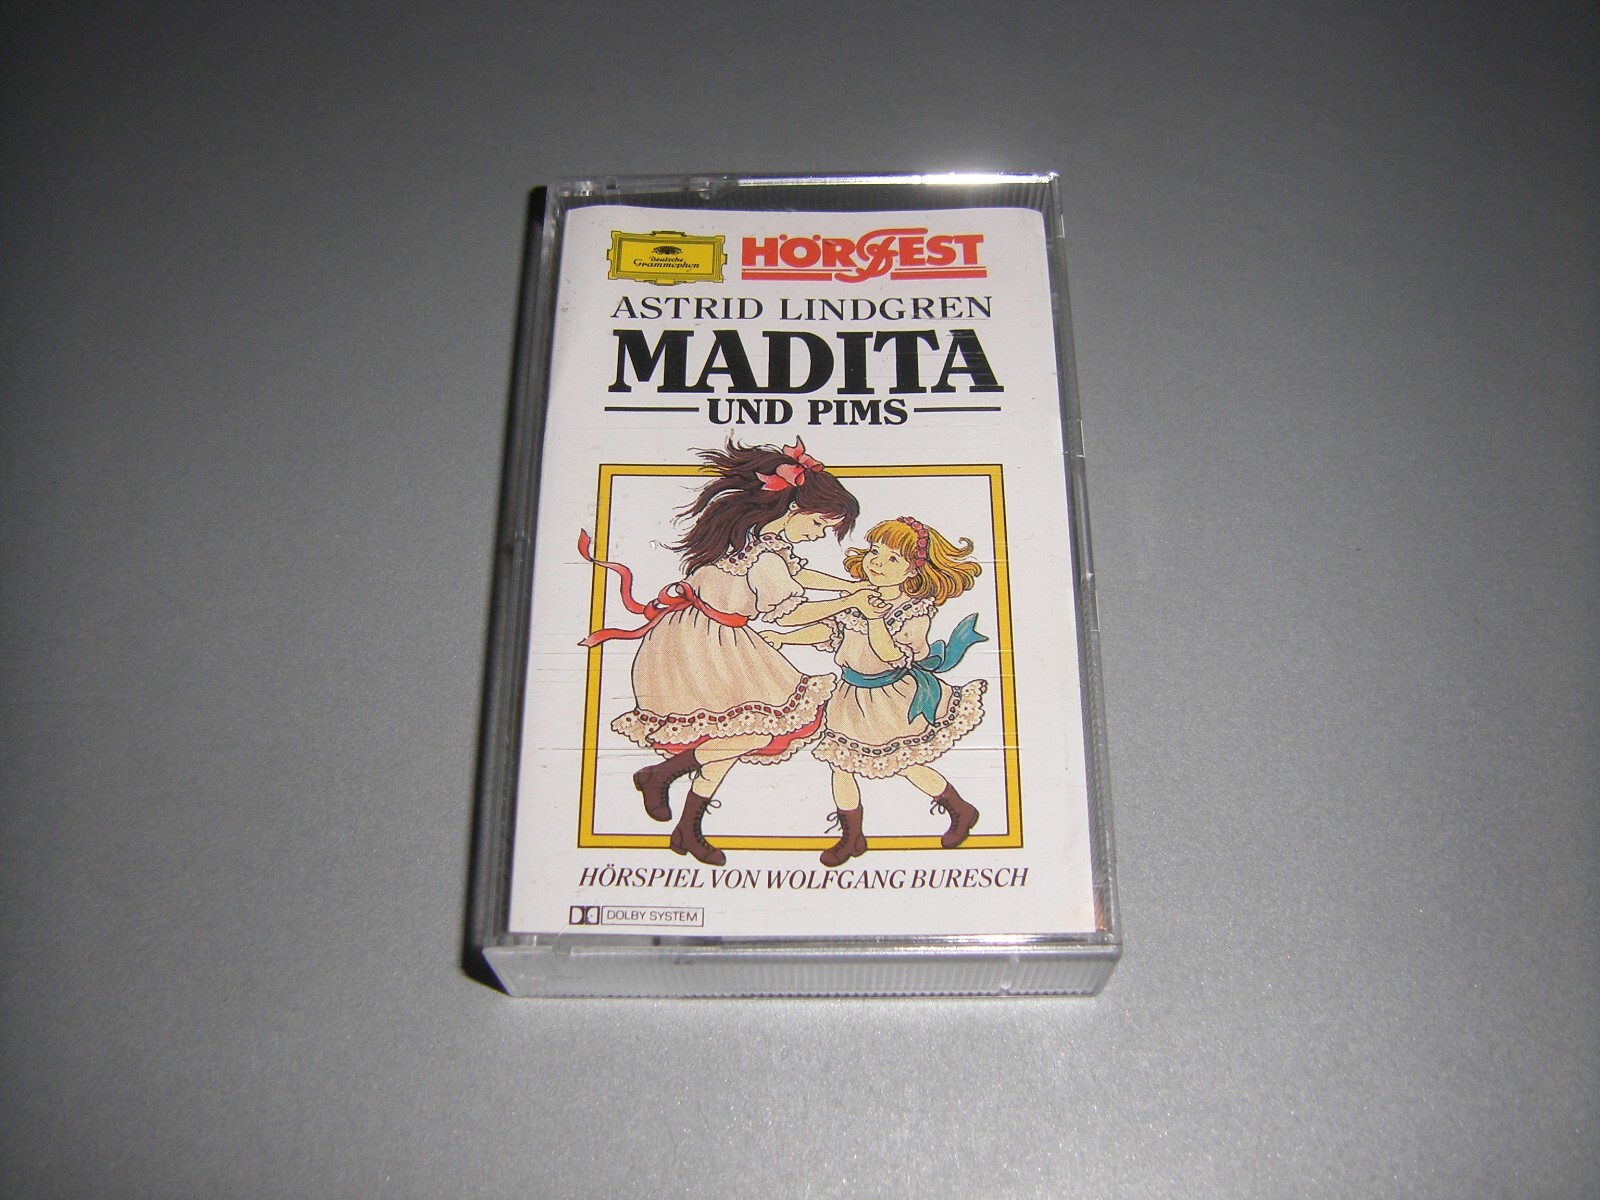 Deutsche
Grammophon
HÖRFEST
ASTRID LINDGREN
MADITA
UND PIMS
HÖRSPIEL VON WOLFGANG BURESCH
DOLBY SYSTEM